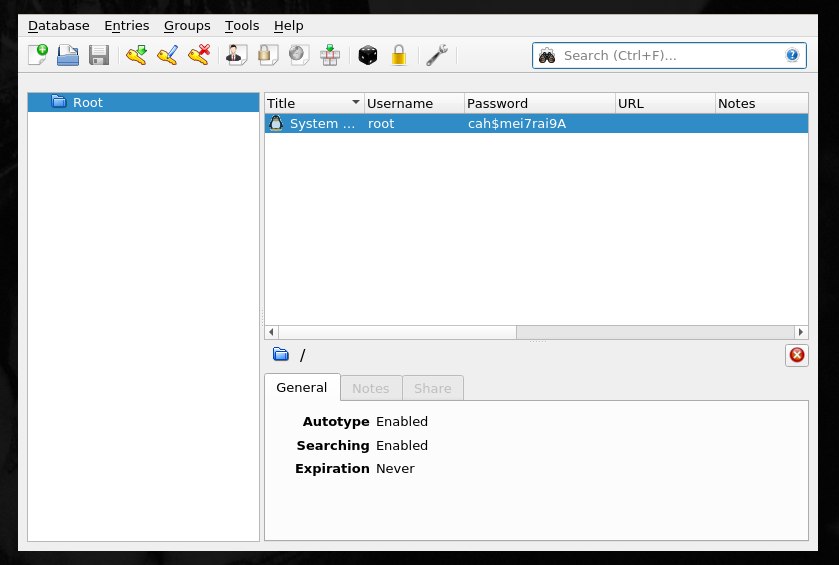 Database Entries Groups Tools Help
Search (Ctrl+F)...
Root
Title Username Password URL Notes
System ... root cah$mei7rai9A
/
General Notes Share
Autotype Enabled
Searching Enabled
Expiration Never